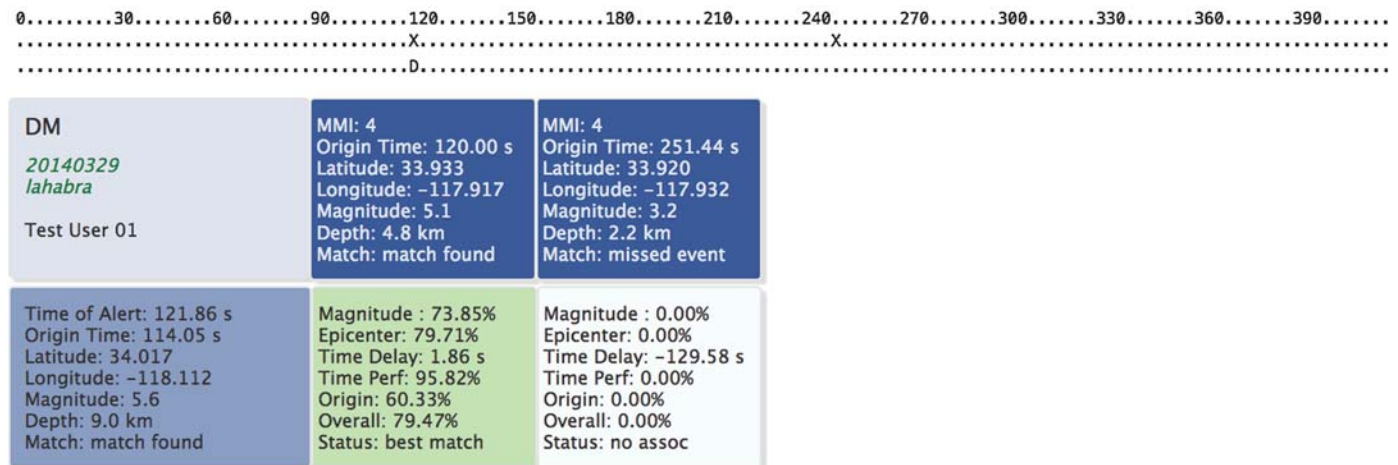 0.........30........60........90.......120.......150.......180.......210.......240.......270.......300.......330.......360.......390.......
........................................X.........................................X........................................................
........................................D..................................................................................................
DM
20140329
lahabra
Test User 01
MMI: 4
Origin Time: 120.00 s
Latitude: 33.933
Longitude: -117.917
Magnitude: 5.1
Depth: 4.8 km
Match: match found
MMI: 4
Origin Time: 251.44 s
Latitude: 33.920
Longitude: -117.932
Magnitude: 3.2
Depth: 2.2 km
Match: missed event
Time of Alert: 121.86 s
Origin Time: 114.05 s
Latitude: 34.017
Longitude: -118.112
Magnitude: 5.6
Depth: 9.0 km
Match: match found
Magnitude : 73.85%
Epicenter: 79.71%
Time Delay: 1.86 s
Time Perf: 95.82%
Origin: 60.33%
Overall: 79.47%
Status: best match
Magnitude : 0.00%
Epicenter: 0.00%
Time Delay: -129.58 s
Time Perf: 0.00%
Origin: 0.00%
Overall: 0.00%
Status: no assoc